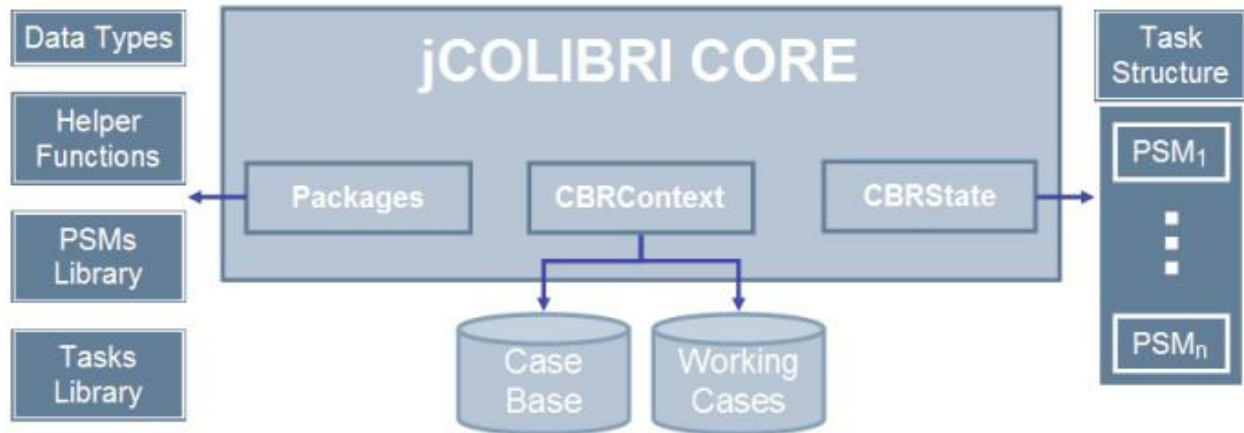 jCOLIBRI CORE
Data Types
Helper
Functions
PSMs
Library
Tasks
Library
Packages
CBRContext
CBRState
Case
Base
Working
Cases
Task
Structure
PSM₁
PSMₙ